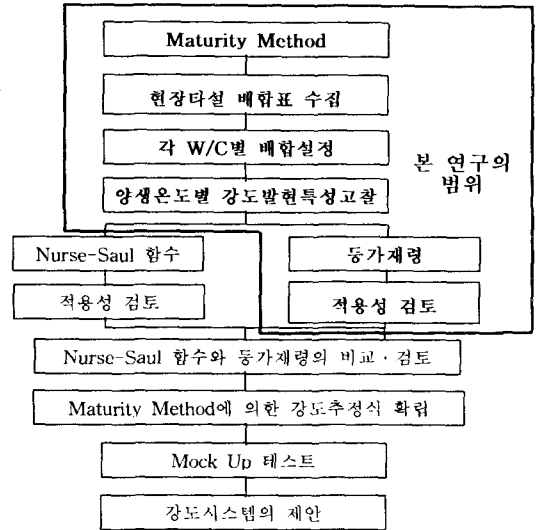 Maturity Method
현장타설 배합표 수집
각 W/C별 배합설정
양생온도별 강도발현특성고찰
본 연구의
범위
Nurse-Saul 함수
등가재령
적용성 검토
적용성 검토
Nurse-Saul 함수와 등가재령의 비교·검토
Maturity Method에 의한 강도추정식 확립
Mock Up 테스트
강도시스템의 제안